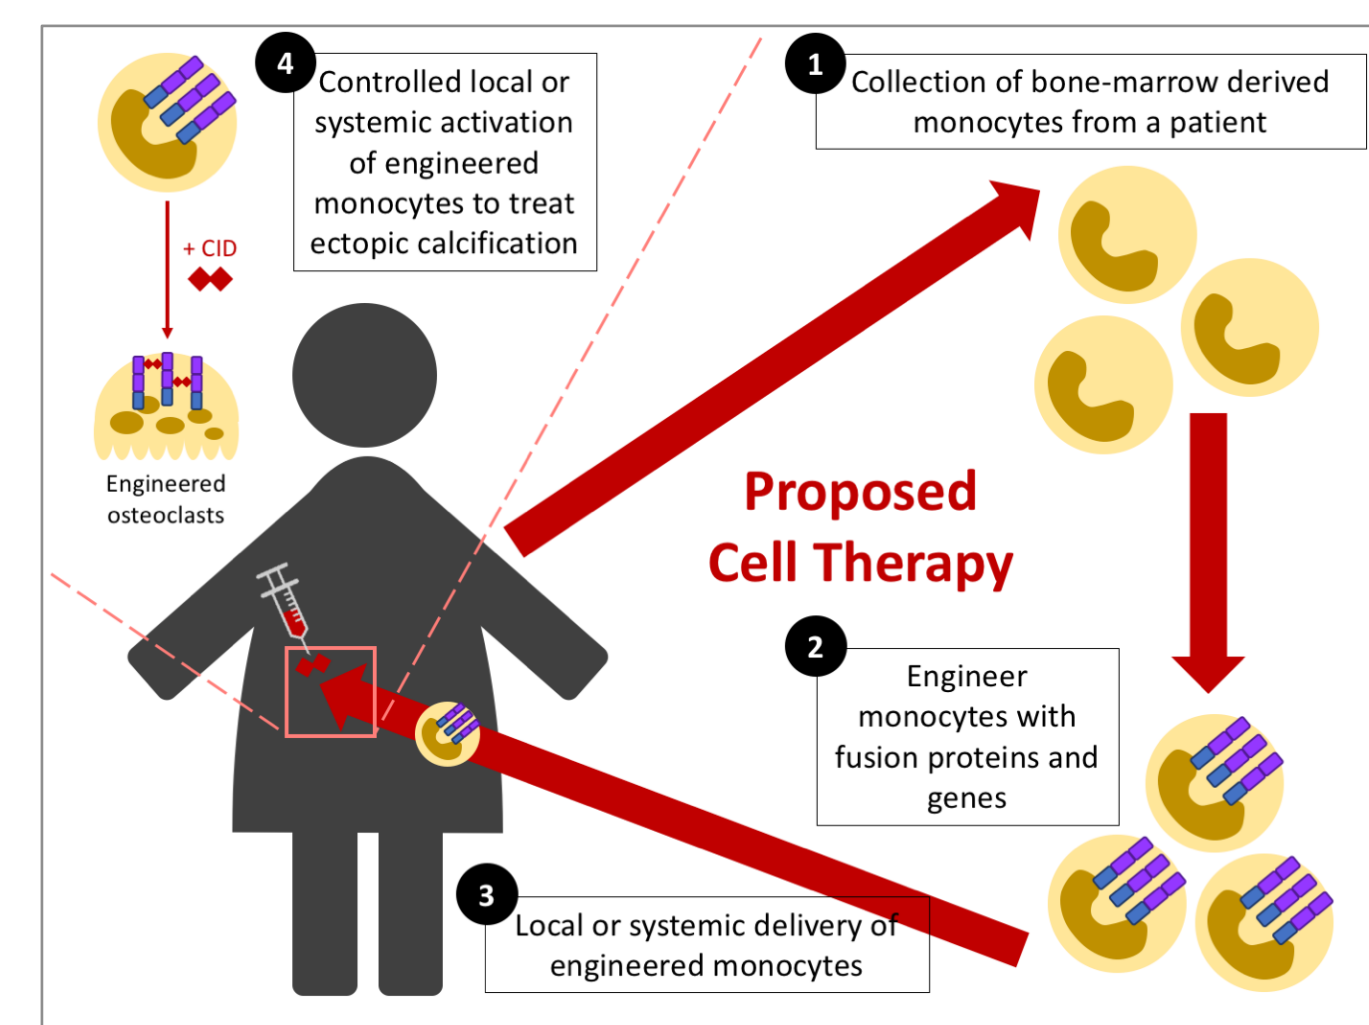 1
Collection of bone-marrow derived
monocytes from a patient
Proposed
Cell Therapy
2
Engineer
monocytes with
fusion proteins and
genes
3
Local or systemic delivery of
engineered monocytes
4
Controlled local or
systemic activation
of engineered
monocytes to treat
ectopic calcification
+ CID
Engineered
osteoclasts